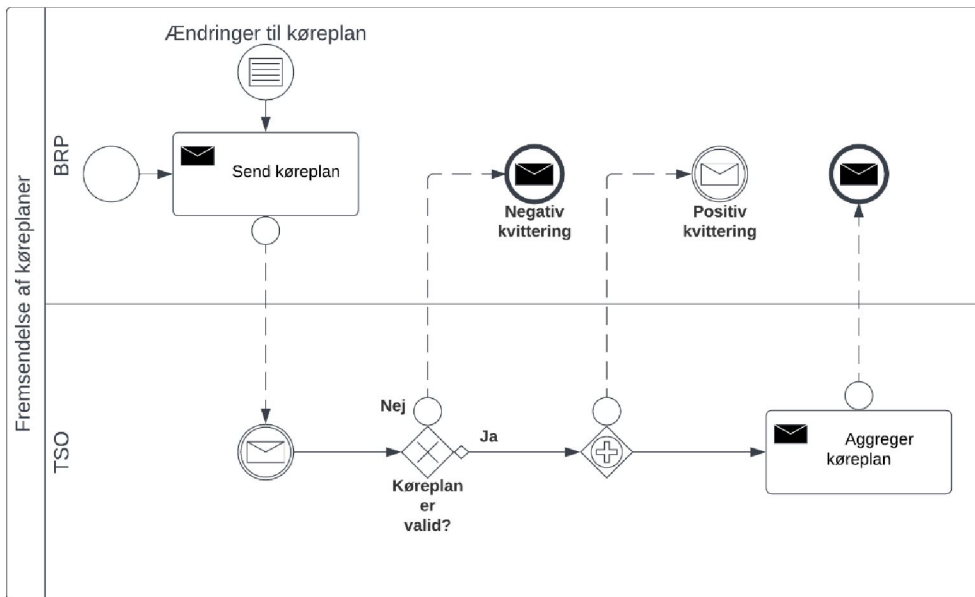 Fremsendelse af køreplaner
BRP
Ændringer til køreplan
Send køreplan
Negativ
kvittering
Positiv
kvittering
TSO
Nej
Ja
Køreplan
er
valid?
Aggreger
køreplan